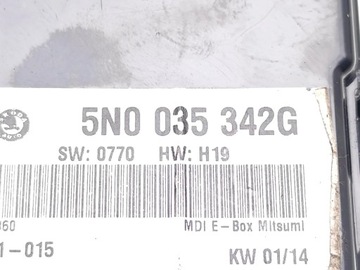 5N0 035 342G
SW: 0770 HW: H19
060
MDI E-Box Mitsumi
1-015
KW 01/14